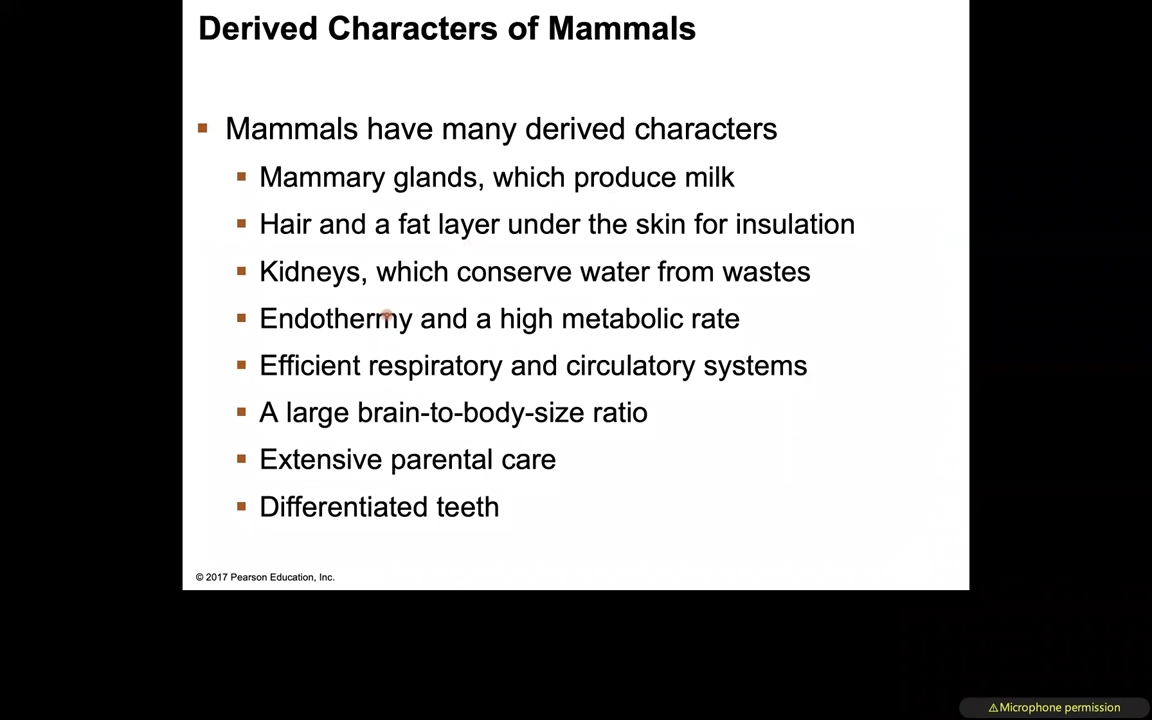 Derived Characters of Mammals
Mammals have many derived characters
Mammary glands, which produce milk
Hair and a fat layer under the skin for insulation
Kidneys, which conserve water from wastes
Endothermy and a high metabolic rate
Efficient respiratory and circulatory systems
A large brain-to-body-size ratio
Extensive parental care
Differentiated teeth
© 2017 Pearson Education, Inc.
⚠Microphone permission